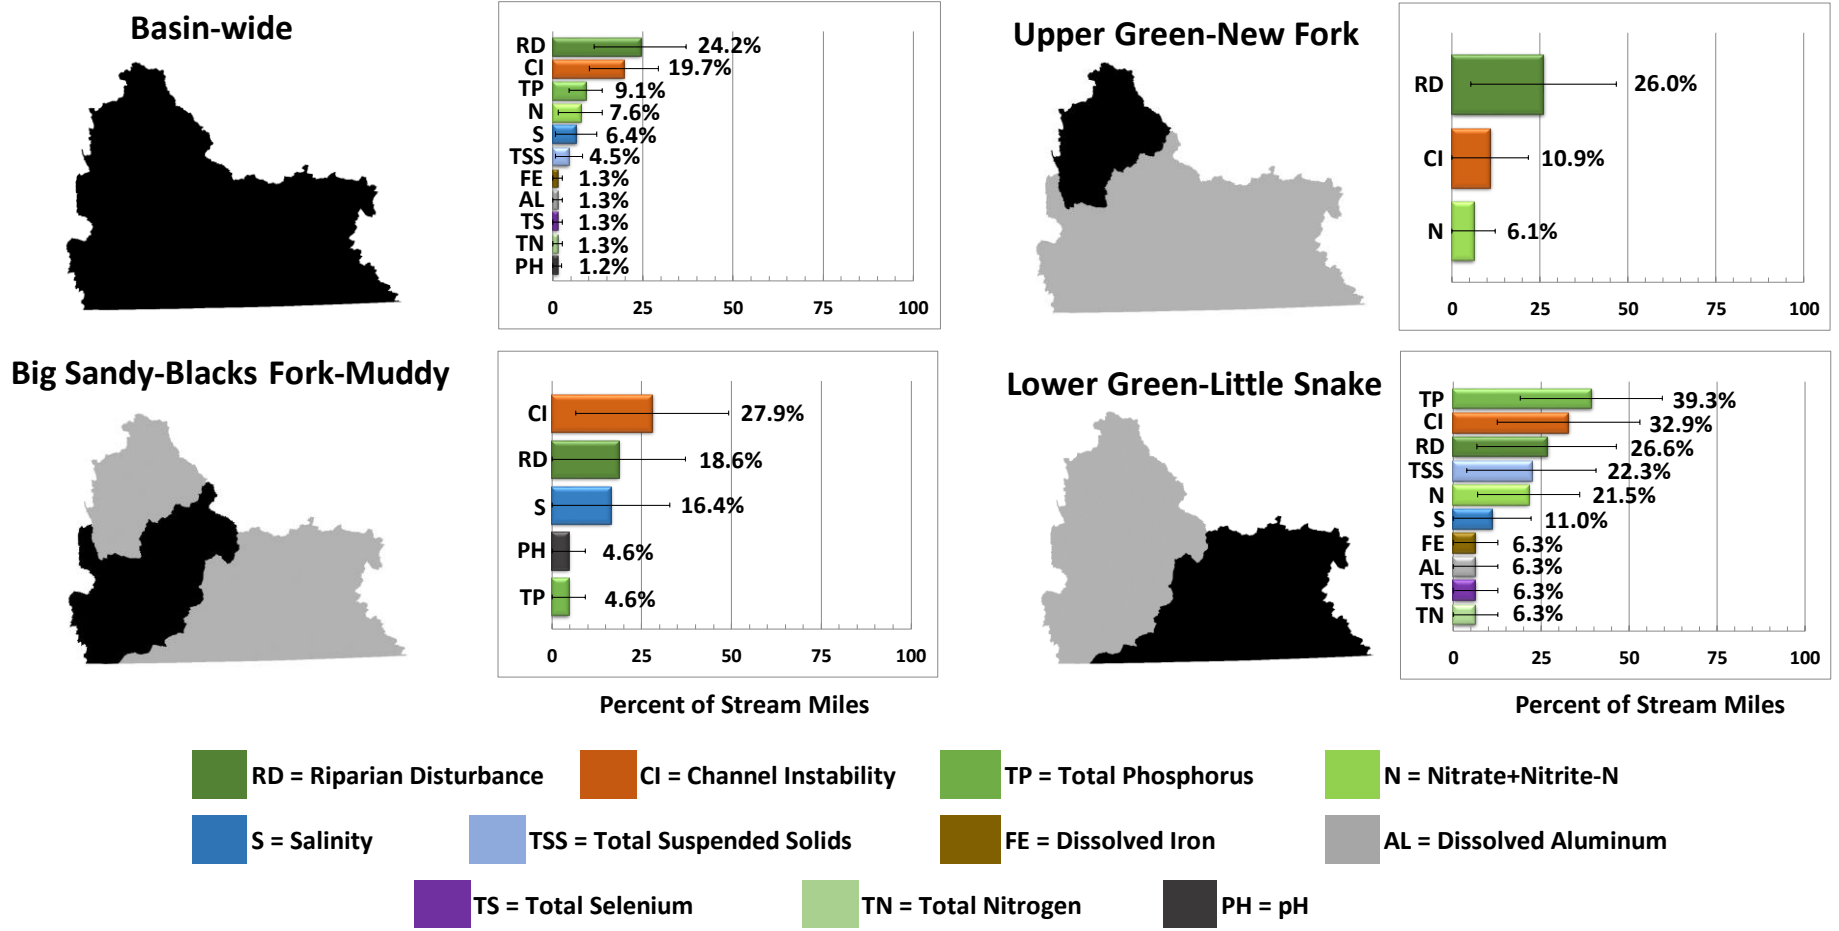 Basin-wide
RD 24.2%
CI 19.7%
TP 9.1%
N 7.6%
S 6.4%
TSS 4.5%
FE 1.3%
AL 1.3%
TS 1.3%
TN 1.3%
PH 1.2%
0 25 50 75 100
Upper Green-New Fork
RD 26.0%
CI 10.9%
N 6.1%
0 25 50 75 100
Big Sandy-Blacks Fork-Muddy
CI 27.9%
RD 18.6%
S 16.4%
PH 4.6%
TP 4.6%
0 25 50 75 100
Percent of Stream Miles
Lower Green-Little Snake
TP 39.3%
CI 32.9%
RD 26.6%
TSS 22.3%
N 21.5%
S 11.0%
FE 6.3%
AL 6.3%
TS 6.3%
TN 6.3%
0 25 50 75 100
Percent of Stream Miles
RD = Riparian Disturbance
CI = Channel Instability
TP = Total Phosphorus
N = Nitrate+Nitrite-N
S = Salinity
TSS = Total Suspended Solids
FE = Dissolved Iron
AL = Dissolved Aluminum
TS = Total Selenium
TN = Total Nitrogen
PH = pH